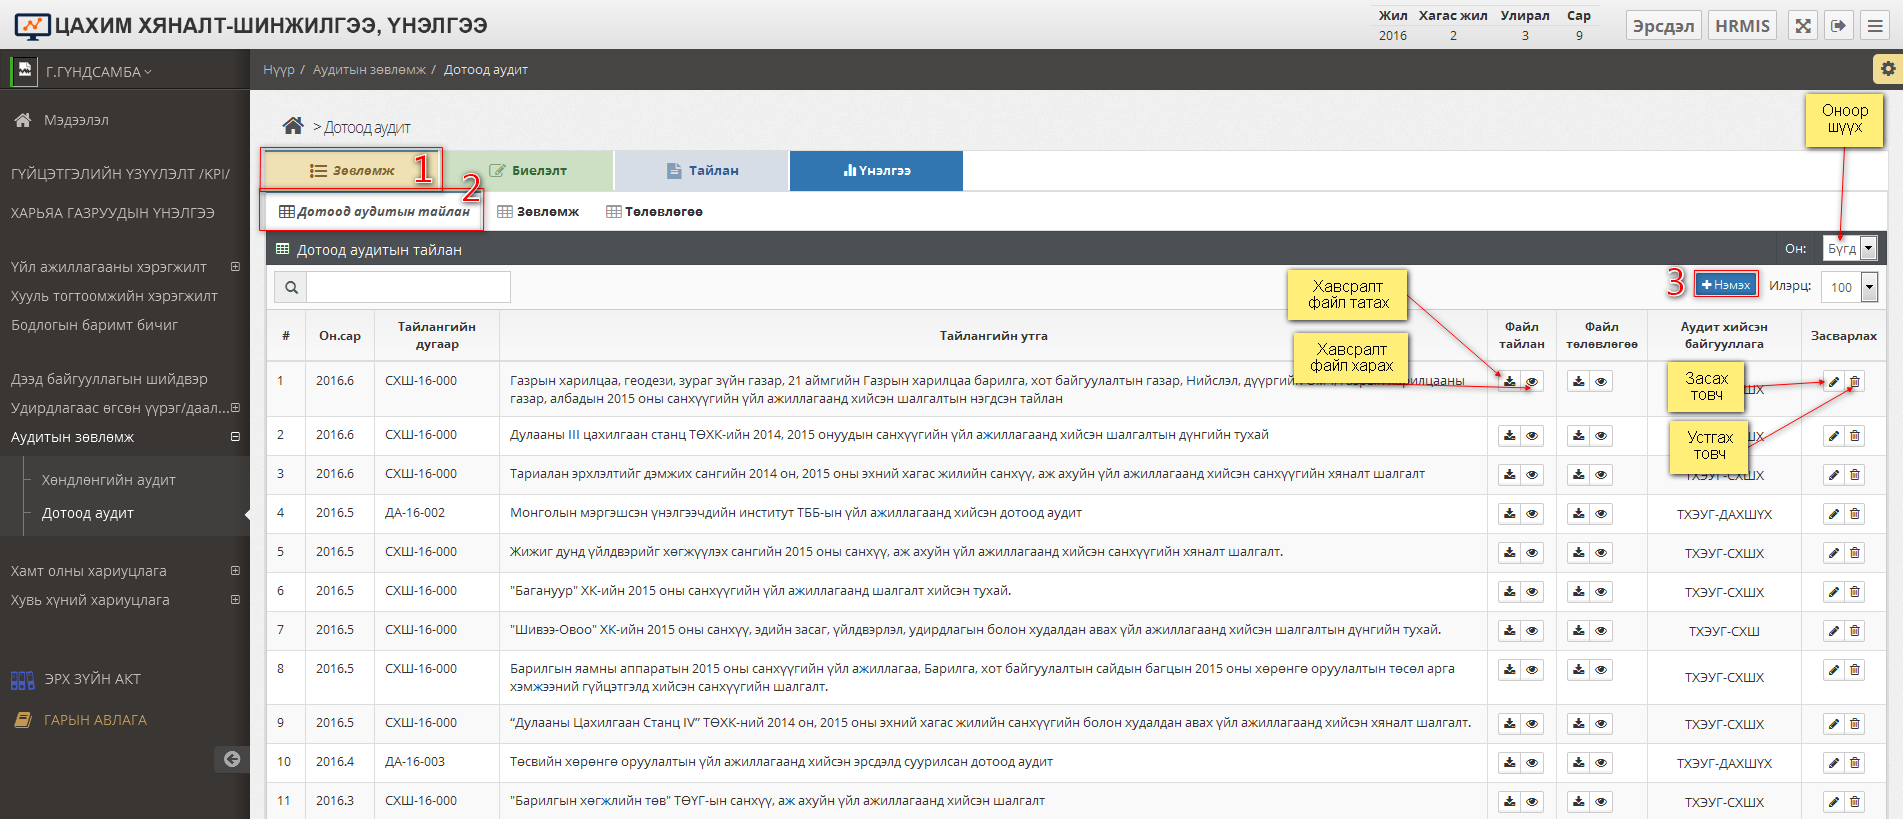 ЦАХИМ ХЯНАЛТ-ШИНЖИЛГЭЭ, ҮНЭЛГЭЭ
Жил Хагас жил Улирал Сар
2016 2 3 9
Эрсдэл HRMIS
Г.ГҮНДСАМБА
Нүүр / Аудитын зөвлөмж / Дотоод аудит
Мэдээлэл
ГҮЙЦЭТГЭЛИЙН ҮЗҮҮЛЭЛТ /KPI/
ХАРЬЯА ГАЗРУУДЫН ҮНЭЛГЭЭ
Үйл ажиллагааны хэрэгжилт
Хууль тогтоомжийн хэрэгжилт
Бодлогын баримт бичиг
Дээд байгууллагын шийдвэр
Удирдлагаас өгсөн үүрэг/даал...
Аудитын зөвлөмж
Хөндлөнгийн аудит
Дотоод аудит
Хамт олны хариуцлага
Хувь хүний хариуцлага
ЭРХ ЗҮЙН АКТ
ГАРЫН АВЛАГА
> Дотоод аудит
Оноор
шүүх
Зөвлөмж 1 Биелэлт Тайлан Үнэлгээ
Дотоод аудитын тайлан 2 Зөвлөмж Төлөвлөгөө
Дотоод аудитын тайлан Он: Бүгд
3 Нэмэх Илэрц: 100
Хавсралт
файл татах
Хавсралт
файл харах
Засах
товч
Устгах
товч
# Он.сар Тайлангийн дугаар Тайлангийн утга Файл тайлан Файл төлөвлөгөө Аудит хийсэн байгууллага Засварлах
1 2016.6 СХШ-16-000 Газрын харилцаа, геодези, зураг зүйн газар, 21 аймгийн Газрын харилцаа барилга, хот байгуулалтын газар, Нийслэл, дүүргийн
газар, албадын 2015 оны санхүүгийн үйл ажиллагаанд хийсэн шалгалтын нэгдсэн тайлан
2 2016.6 СХШ-16-000 Дулааны III цахилгаан станц ТӨХК-ийн 2014, 2015 онуудын санхүүгийн үйл ажиллагаанд хийсэн шалгалтын дүнгийн тухай
3 2016.6 СХШ-16-000 Тариалан эрхлэлтийг дэмжих сангийн 2014 он, 2015 оны эхний хагас жилийн санхүү, аж ахуйн үйл ажиллагаанд хийсэн санхүүгийн хяналт шалгалт ТХЭУГ-СХШХ
4 2016.5 ДА-16-002 Монголын мэргэшсэн үнэлгээчдийн институт ТББ-ын үйл ажиллагаанд хийсэн дотоод аудит ТХЭУГ-ДАХШҮХ
5 2016.5 СХШ-16-000 Жижиг дунд үйлдвэрийг хөгжүүлэх сангийн 2015 оны санхүү, аж ахуйн үйл ажиллагаанд хийсэн санхүүгийн хяналт шалгалт. ТХЭУГ-СХШХ
6 2016.5 СХШ-16-000 "Багануур" ХК-ийн 2015 оны санхүүгийн үйл ажиллагаанд шалгалт хийсэн тухай. ТХЭУГ-СХШХ
7 2016.5 СХШ-16-000 "Шивээ-Овоо" ХК-ийн 2015 оны санхүү, эдийн засаг, үйлдвэрлэл, удирдлагын болон худалдан авах үйл ажиллагаанд хийсэн шалгалтын дүнгийн тухай. ТХЭУГ-СХШ
8 2016.5 СХШ-16-000 Барилгын яамны аппаратын 2015 оны санхүүгийн үйл ажиллагаа, Барилга, хот байгуулалтын сайдын багцын 2015 оны хөрөнгө оруулалтын төсөл арга
хэмжээний гүйцэтгэлд хийсэн санхүүгийн шалгалт. ТХЭУГ-СХШХ
9 2016.5 СХШ-16-000 “Дулааны Цахилгаан Станц IV” ТӨХК-ний 2014 он, 2015 оны эхний хагас жилийн санхүүгийн болон худалдан авах үйл ажиллагаанд хийсэн хяналт шалгалт. ТХЭУГ-СХШХ
10 2016.4 ДА-16-003 Төсвийн хөрөнгө оруулалтын үйл ажиллагаанд хийсэн эрсдэлд суурилсан дотоод аудит ТХЭУГ-ДАХШҮХ
11 2016.3 СХШ-16-000 "Барилгын хөгжлийн төв" ТӨҮГ-ын санхүү, аж ахуйн үйл ажиллагаанд хийсэн шалгалт ТХЭУГ-СХШХ